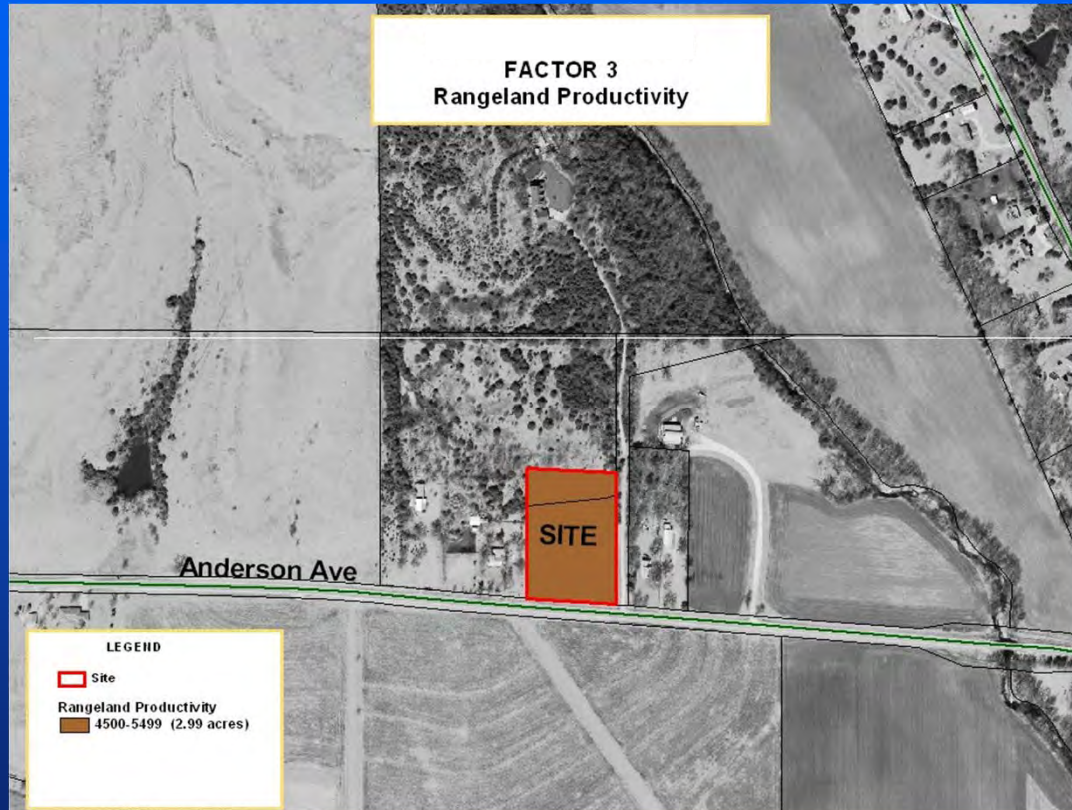 FACTOR 3
Rangeland Productivity
SITE
Anderson Ave
LEGEND
Site
Rangeland Productivity
4500-5499 (2.99 acres)